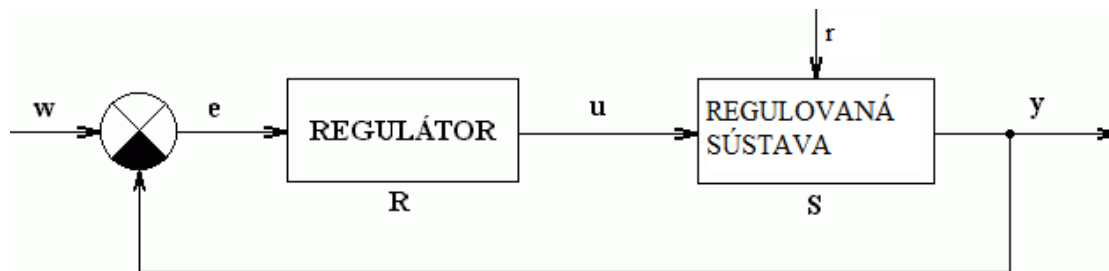 r
w
e
REGULÁTOR
R
u
REGULOVANÁ
SÚSTAVA
S
y